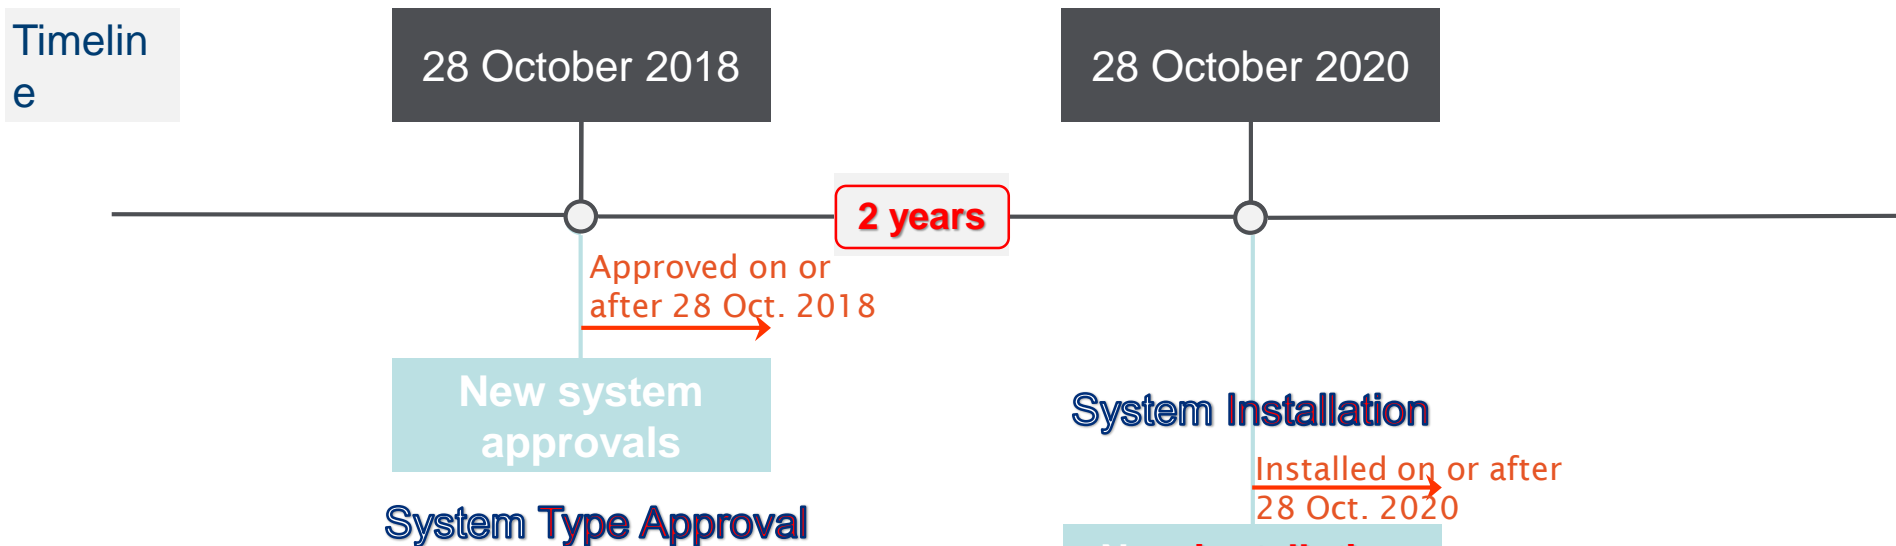 Timelin
e
28 October 2018
28 October 2020
2 years
Approved on or
after 28 Oct. 2018
New system
approvals
System Type Approval
System Installation
Installed on or after
28 Oct. 2020